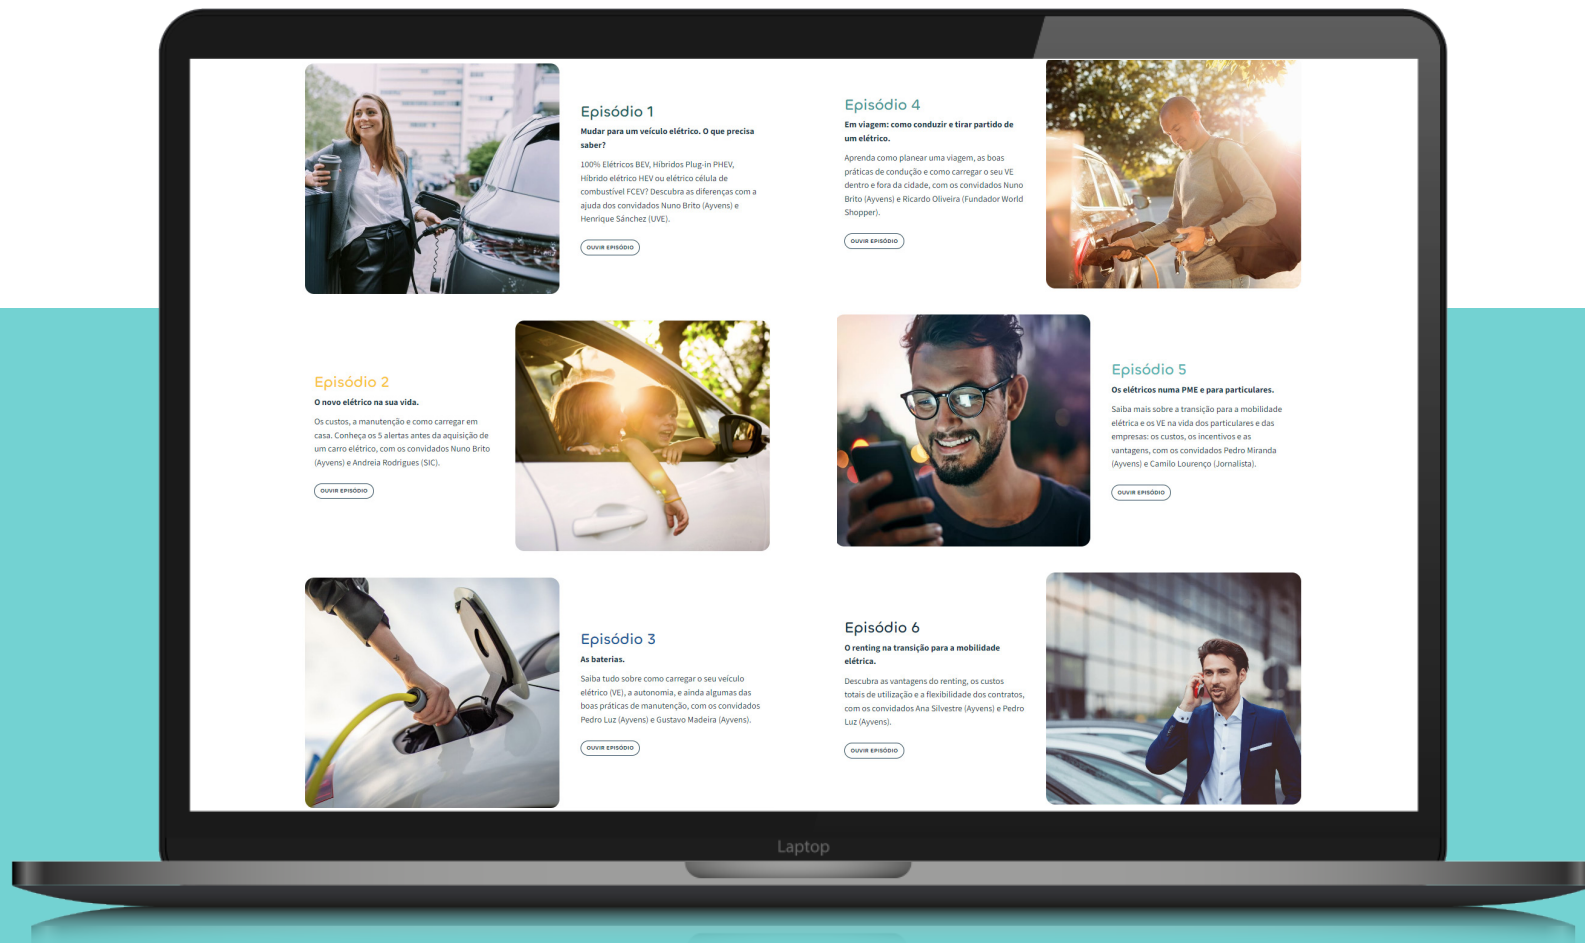 Episódio 1
Mudar para um veículo elétrico. O que precisa
saber?
100% Elétricos BEV, Híbridos Plug-in PHEV,
Híbrido elétrico HEV ou elétrico célula de
combustível FCEV? Descubra as diferenças com a
ajuda dos convidados Nuno Brito (Ayvens) e
Henrique Sánchez (UVE).
OUVIR EPISÓDIO
Episódio 2
O novo elétrico na sua vida.
Os custos, a manutenção e como carregar em
casa. Conheça os 5 alertas antes da aquisição de
um carro elétrico, com os convidados Nuno Brito
(Ayvens) e Andreia Rodrigues (SIC).
OUVIR EPISÓDIO
Episódio 3
As baterias.
Saiba tudo sobre como carregar o seu veículo
elétrico (VE), a autonomia, e ainda algumas das
boas práticas de manutenção, com os convidados
Pedro Luz (Ayvens) e Gustavo Madeira (Ayvens).
OUVIR EPISÓDIO
Episódio 4
Em viagem: como conduzir e tirar partido de
um elétrico.
Aprenda como planear uma viagem, as boas
práticas de condução e como carregar o seu VE
dentro e fora da cidade, com os convidados Nuno
Brito (Ayvens) e Ricardo Oliveira (Fundador World
Shopper).
OUVIR EPISÓDIO
Episódio 5
Os elétricos numa PME e para particulares.
Saiba mais sobre a transição para a mobilidade
elétrica e os VE na vida dos particulares e das
empresas: os custos, os incentivos e as
vantagens, com os convidados Pedro Miranda
(Ayvens) e Camilo Lourenço (Jornalista).
OUVIR EPISÓDIO
Episódio 6
O renting na transição para a mobilidade
elétrica.
Descubra as vantagens do renting, os custos
totais de utilização e a flexibilidade dos contratos,
com os convidados Ana Silvestre (Ayvens) e Pedro
Luz (Ayvens).
OUVIR EPISÓDIO
Laptop